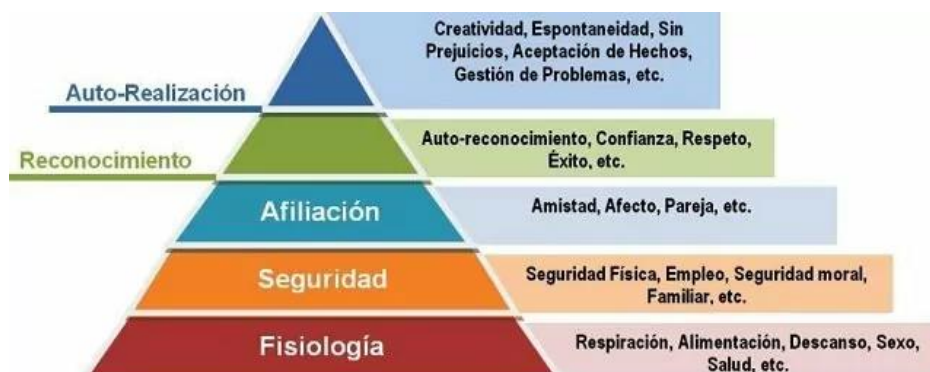 Creatividad, Espontaneidad, Sin
Prejuicios, Aceptación de Hechos,
Gestión de Problemas, etc.
Auto-Realización
Auto-reconocimiento, Confianza, Respeto,
Éxito, etc.
Reconocimiento
Afiliación
Amistad, Afecto, Pareja, etc.
Seguridad
Seguridad Física, Empleo, Seguridad moral,
Familiar, etc.
Fisiología
Respiración, Alimentación, Descanso, Sexo,
Salud, etc.